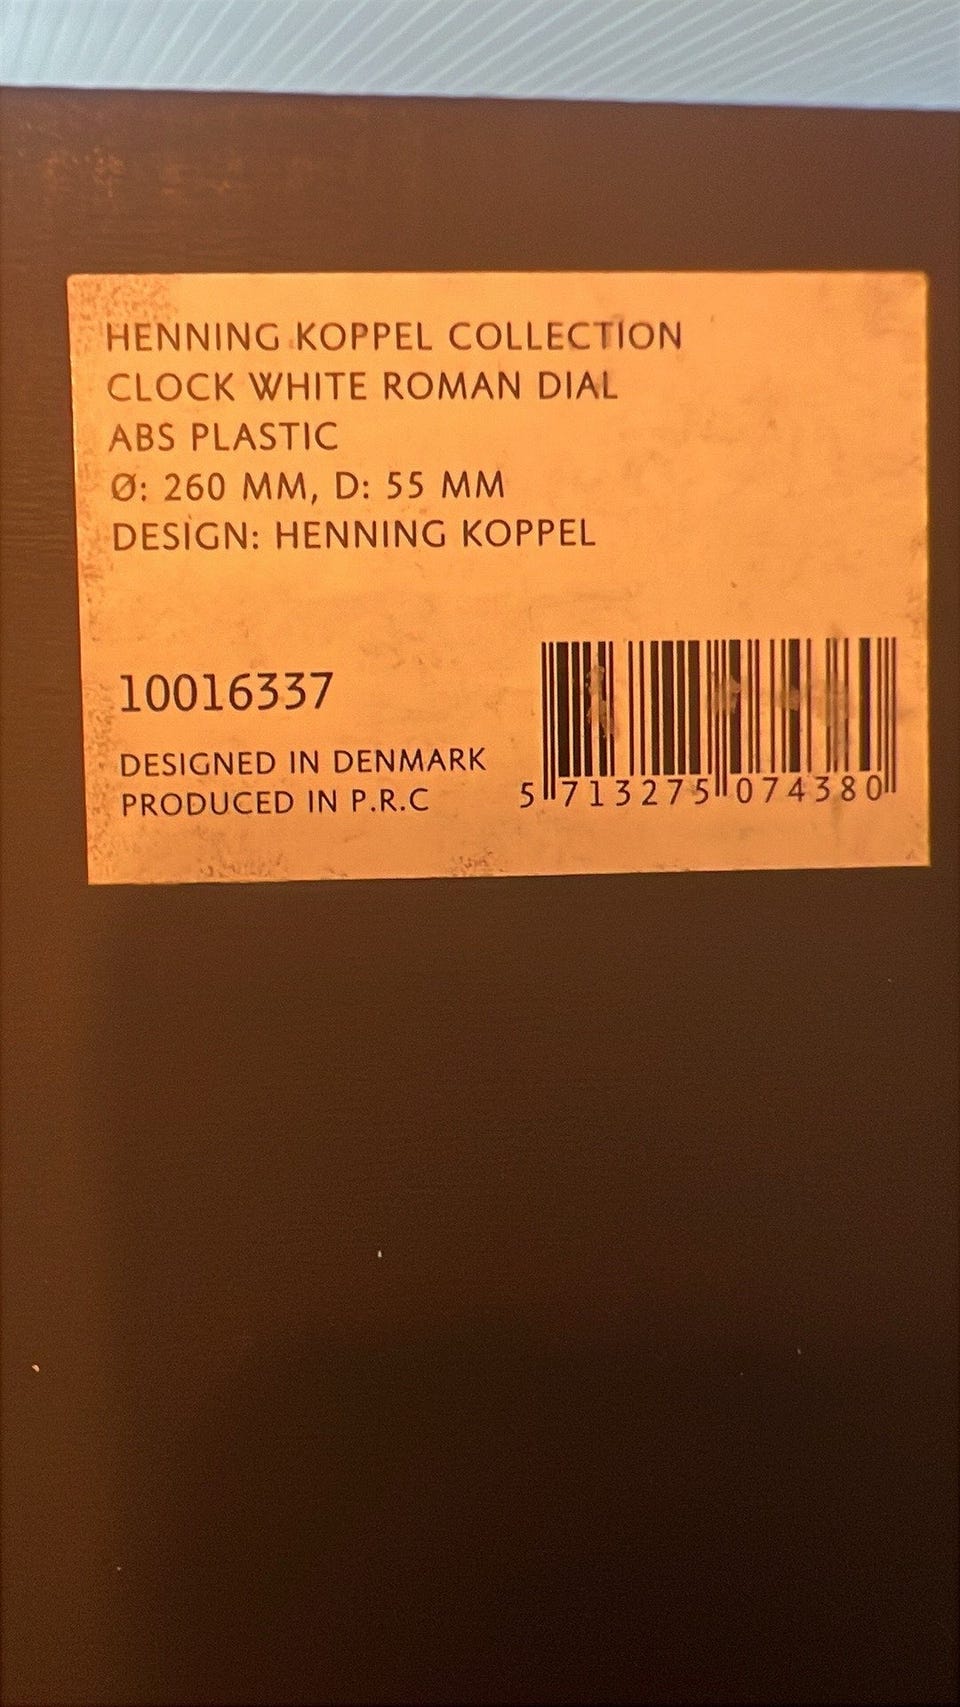 HENNING KOPPEL COLLECTION
CLOCK WHITE ROMAN DIAL
ABS PLASTIC
Ø: 260 MM, D: 55 MM
DESIGN: HENNING KOPPEL
10016337
DESIGNED IN DENMARK
PRODUCED IN P.R.C
5 713275 074380